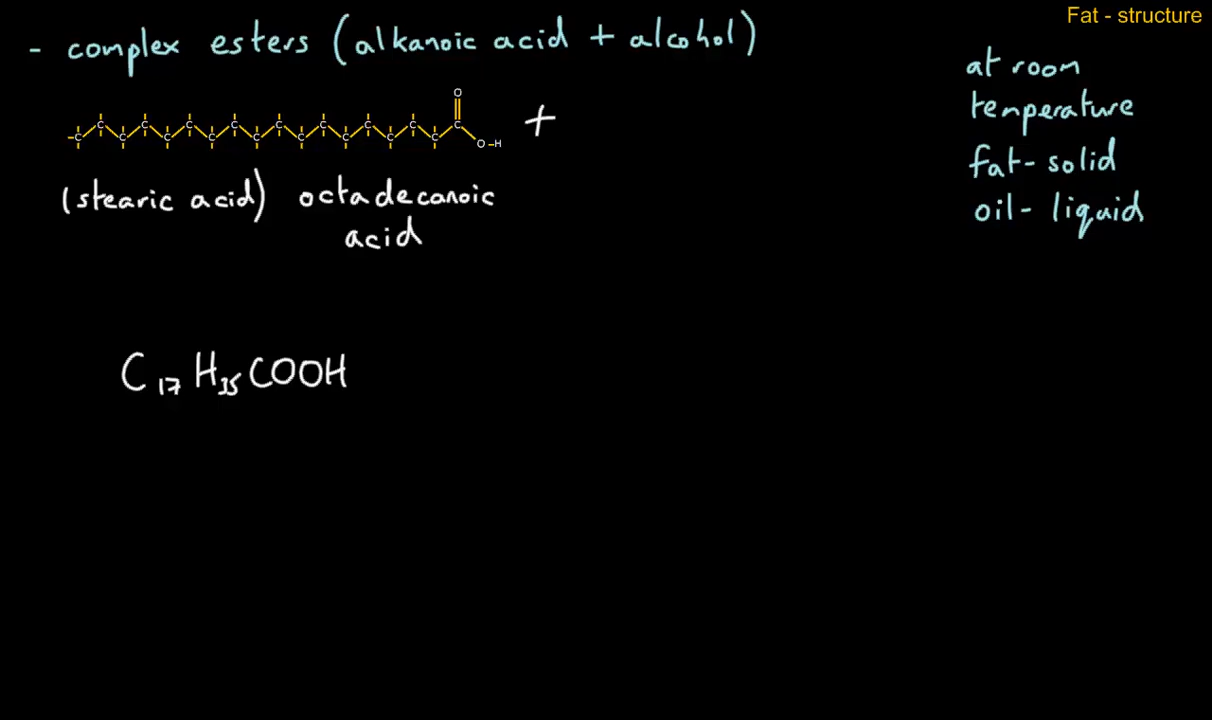 Fat - structure
- complex esters (alkanoic acid + alcohol)
at room
temperature
fat - solid
oil - liquid
C C C C C C C C C C C C C C C C C C O O-H +
(stearic acid) octadecanoic
acid
C17H35COOH